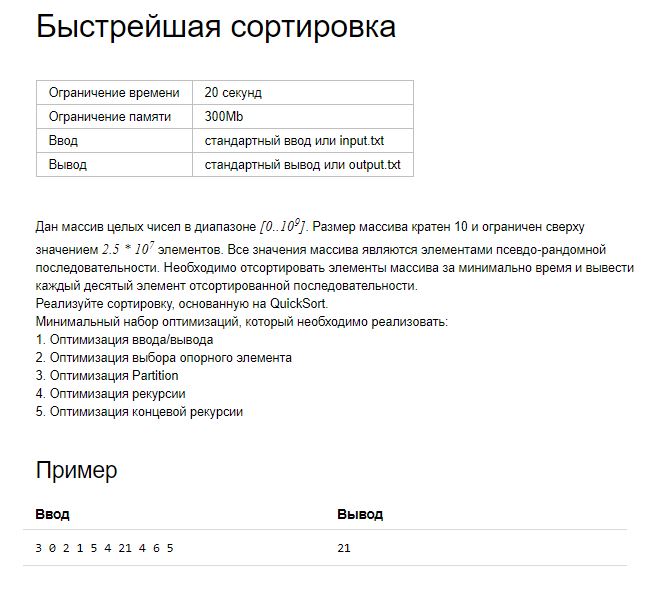 Быстрейшая сортировка
Ограничение времени 20 секунд
Ограничение памяти 300Mb
Ввод стандартный ввод или input.txt
Вывод стандартный вывод или output.txt
Дан массив целых чисел в диапазоне [0..10⁹]. Размер массива кратен 10 и ограничен сверху
значением 2.5 * 10⁷ элементов. Все значения массива являются элементами псевдо-рандомной
последовательности. Необходимо отсортировать элементы массива за минимально время и вывести
каждый десятый элемент отсортированной последовательности.
Реализуйте сортировку, основанную на QuickSort.
Минимальный набор оптимизаций, который необходимо реализовать:
1. Оптимизация ввода/вывода
2. Оптимизация выбора опорного элемента
3. Оптимизация Partition
4. Оптимизация рекурсии
5. Оптимизация концевой рекурсии
Пример
Ввод Вывод
3 0 2 1 5 4 21 4 6 5 21